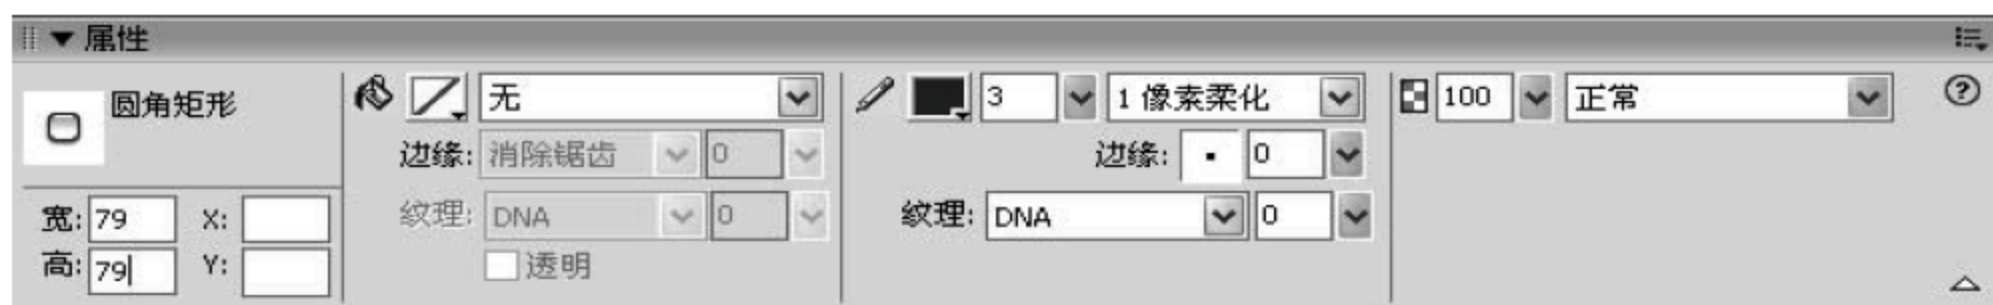 属性
圆角矩形 无 3 1 像素柔化 100 正常 ?
边缘: 消除锯齿 0 边缘: 0
宽: 79 X: 纹理: DNA 0 纹理: DNA 0
高: 79 Y: 透明